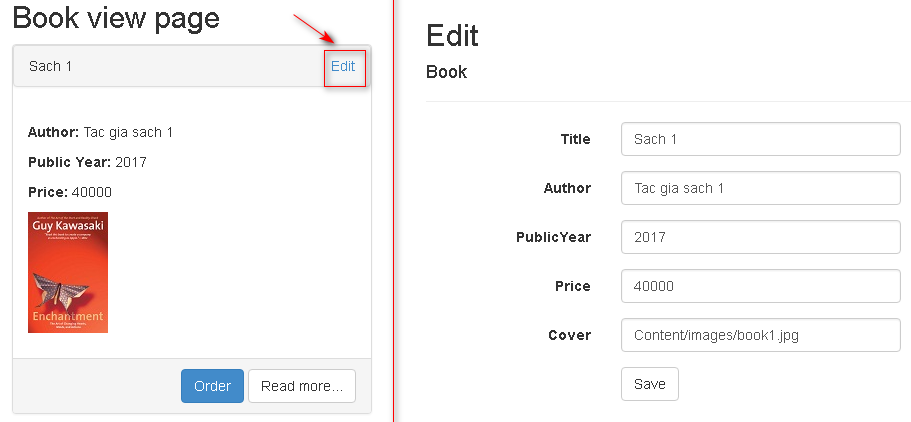 Book view page
Sach 1
Edit
Author: Tac gia sach 1
Public Year: 2017
Price: 40000
Guy Kawasaki
Enchantment
Order
Read more...
Edit
Book
Title
Sach 1
Author
Tac gia sach 1
PublicYear
2017
Price
40000
Cover
Content/images/book1.jpg
Save